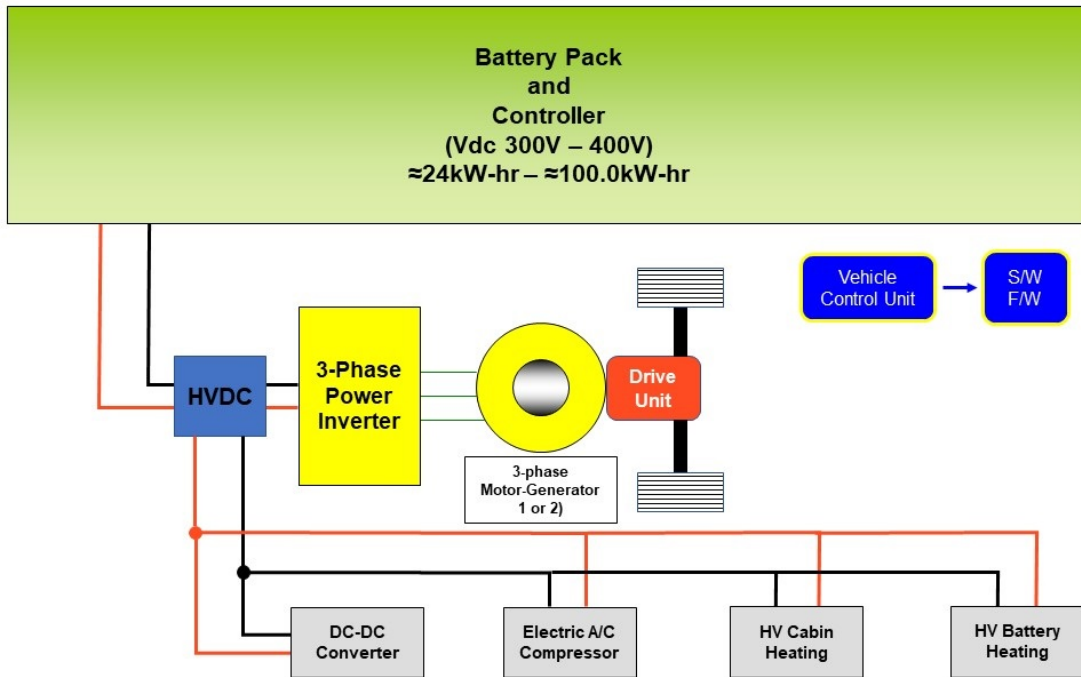 Battery Pack
and
Controller
(Vdc 300V – 400V)
≈24kW-hr – ≈100.0kW-hr
Vehicle
Control Unit
S/W
F/W
HVDC
3-Phase
Power
Inverter
Drive
Unit
3-phase
Motor-Generator
1 or 2)
DC-DC
Converter
Electric A/C
Compressor
HV Cabin
Heating
HV Battery
Heating